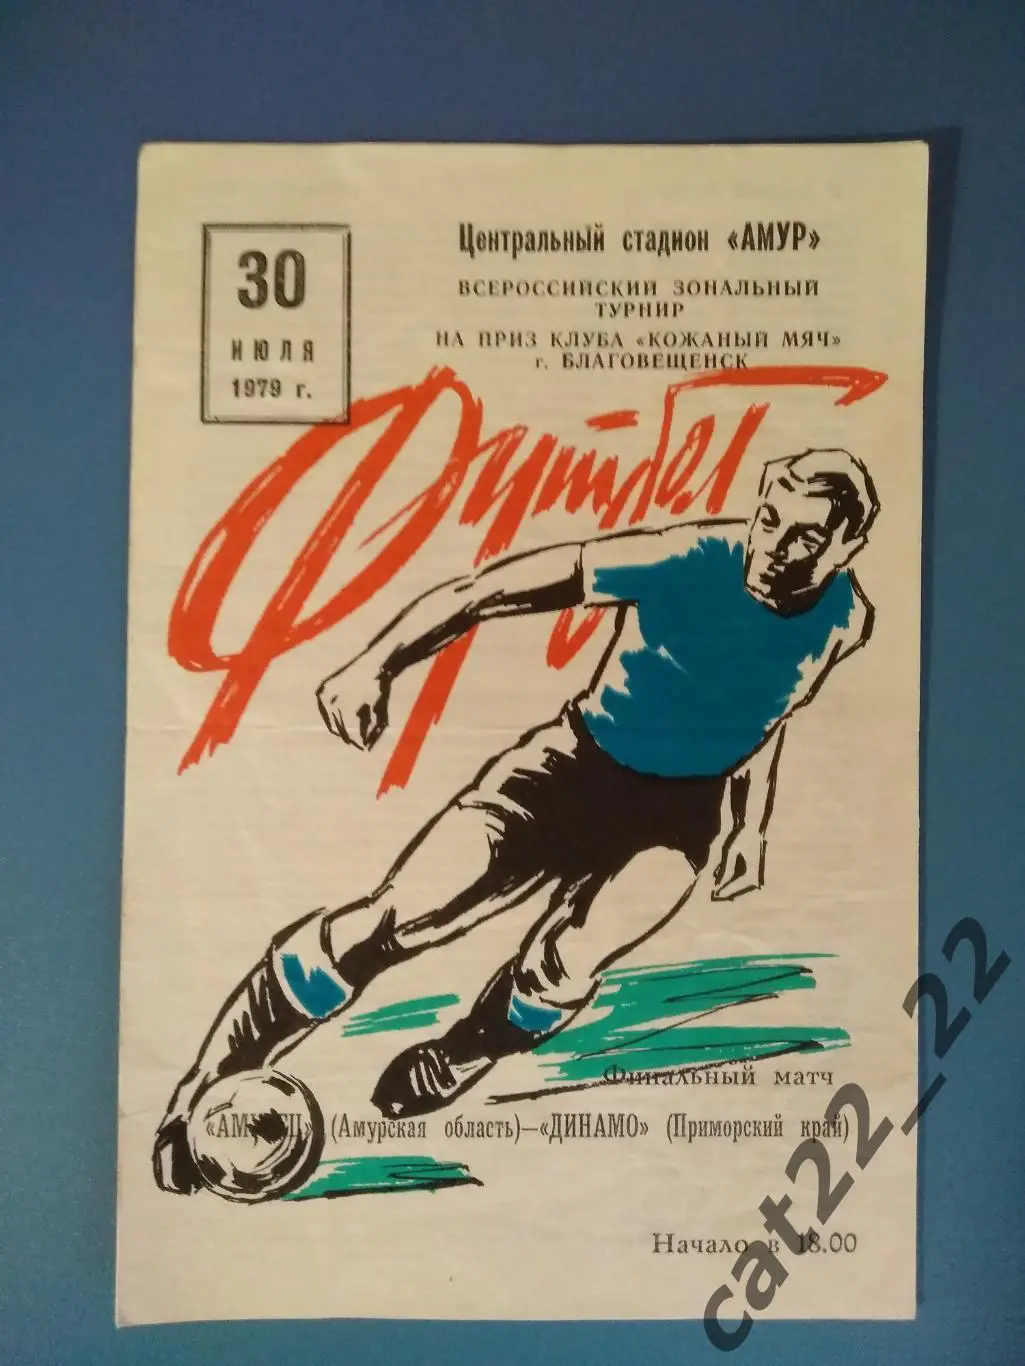 30
ИЮЛЯ
1979 г.
Центральный стадион «АМУР»
ВСЕРОССИЙСКИЙ ЗОНАЛЬНЫЙ
ТУРНИР
НА ПРИЗ КЛУБА «КОЖАНЫЙ МЯЧ»
г. БЛАГОВЕЩЕНСК
Футбол
Финальный матч
«АМУРЕЦ» (Амурская область)—«ДИНАМО» (Приморский край)
Начало в 18.00
cat22_22